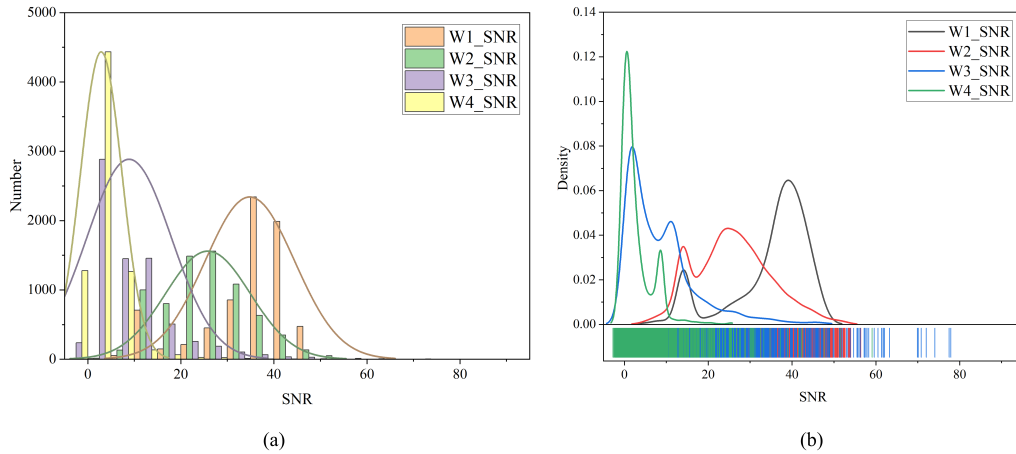 5000
4000
3000
2000
1000
0
Number
0 20 40 60 80
SNR
W1_SNR
W2_SNR
W3_SNR
W4_SNR
(a)
0.14
0.12
0.10
0.08
0.06
0.04
0.02
0.00
Density
0 20 40 60 80
SNR
W1_SNR
W2_SNR
W3_SNR
W4_SNR
(b)